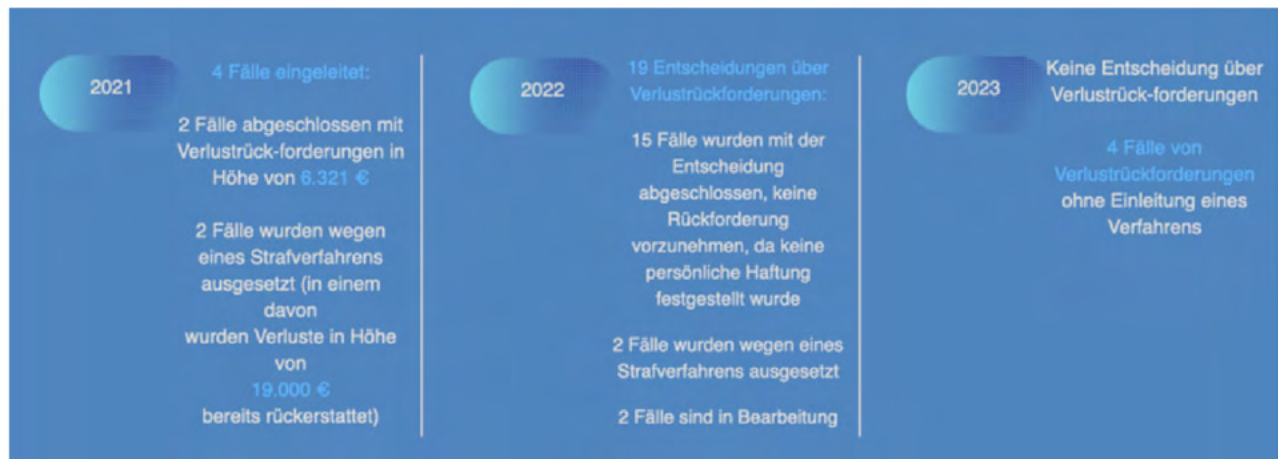 2021
4 Fälle eingeleitet:
2 Fälle abgeschlossen mit
Verlustrück-forderungen in
Höhe von 6.321 €
2 Fälle wurden wegen
eines Strafverfahrens
ausgesetzt (in einem
davon
wurden Verluste in Höhe
von
19.000 €
bereits rückerstattet)
2022
19 Entscheidungen über
Verlustrückforderungen:
15 Fälle wurden mit der
Entscheidung
abgeschlossen, keine
Rückforderung
vorzunehmen, da keine
persönliche Haftung
festgestellt wurde
2 Fälle wurden wegen eines
Strafverfahrens ausgesetzt
2 Fälle sind in Bearbeitung
2023
Keine Entscheidung über
Verlustrück-forderungen
4 Fälle von
Verlustrückforderungen
ohne Einleitung eines
Verfahrens